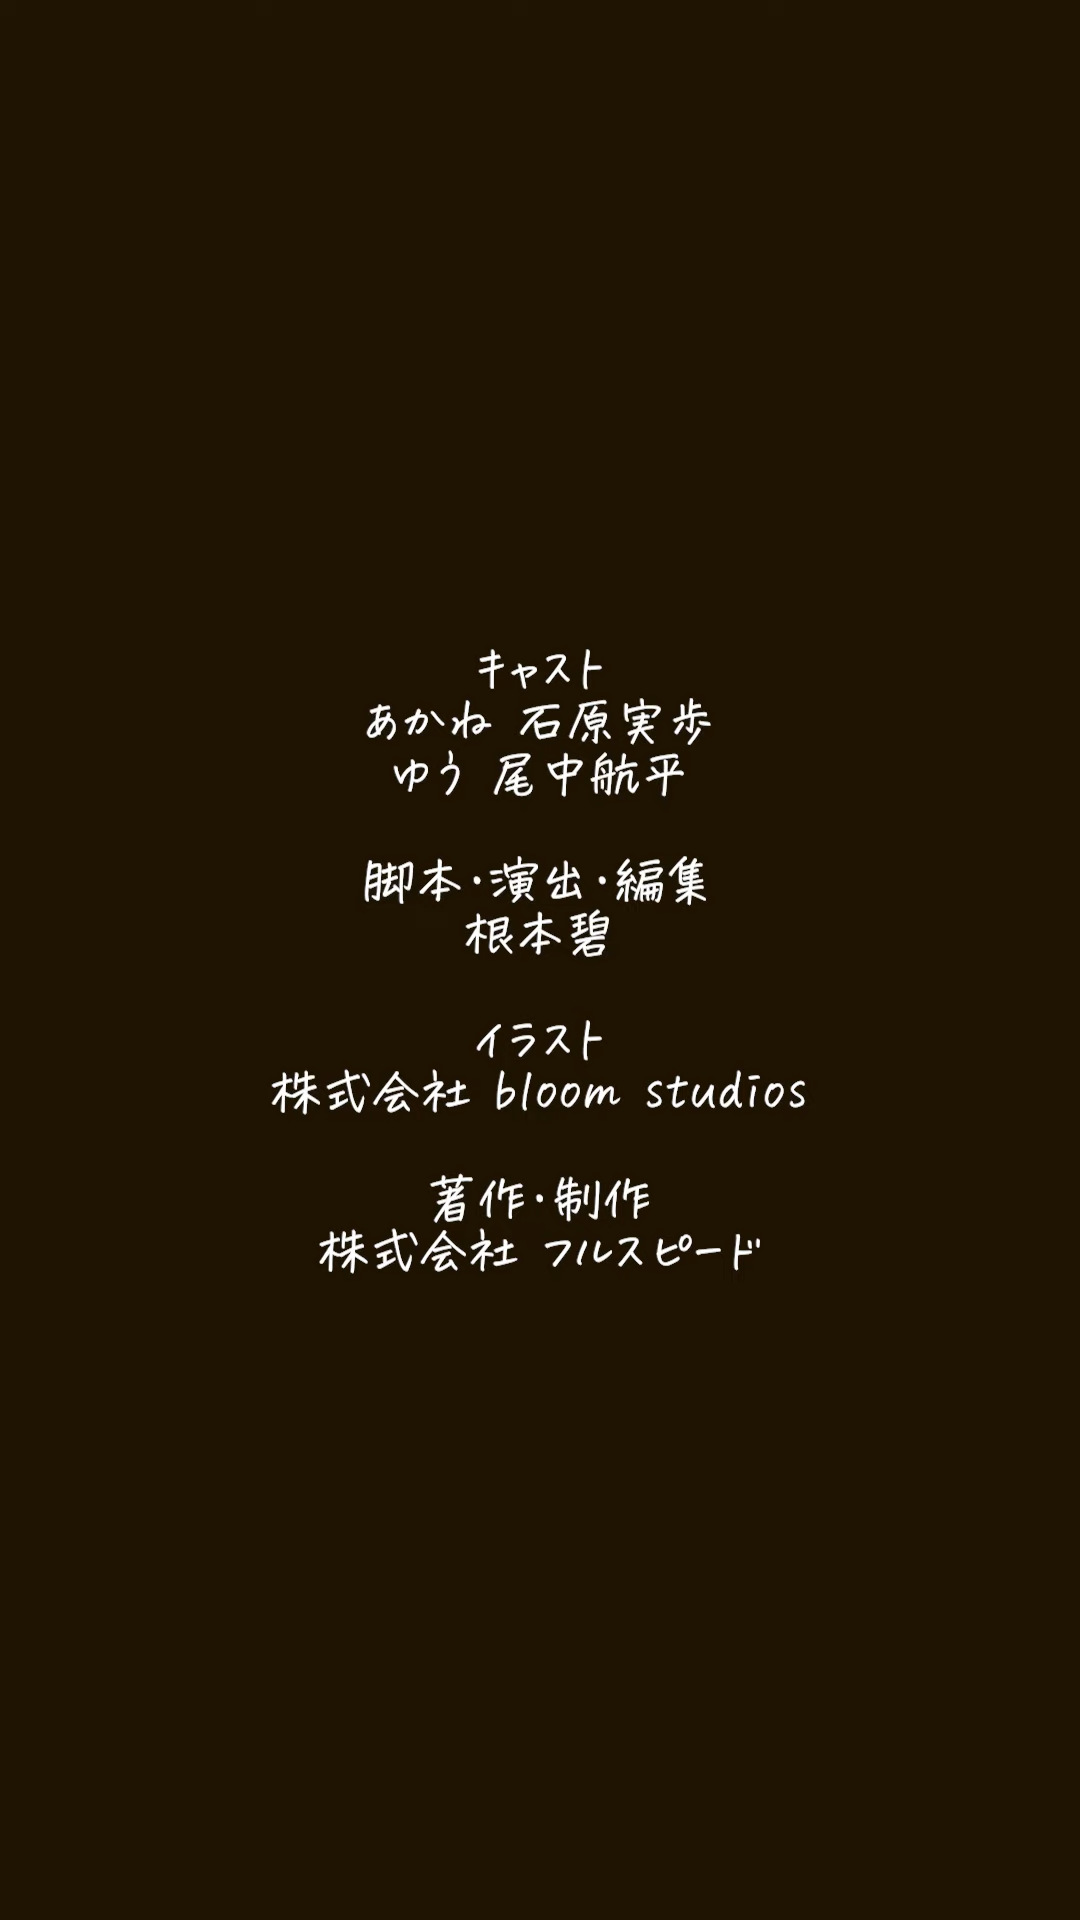 キャスト
あかね 石原実歩
ゆう 尾中航平
脚本・演出・編集
根本碧
イラスト
株式会社 bloom studios
著作・制作
株式会社 フルスピード